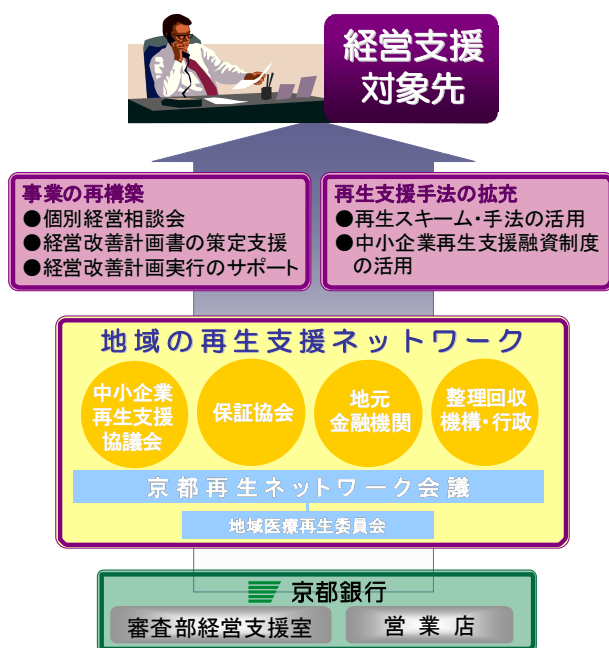 経営支援
対象先
事業の再構築
●個別経営相談会
●経営改善計画書の策定支援
●経営改善計画実行のサポート
再生支援手法の拡充
●再生スキーム・手法の活用
●中小企業再生支援融資制度
の活用
地域の再生支援ネットワーク
中小企業
再生支援
協議会
保証協会
地元
金融機関
整理回収
機構・行政
京都再生ネットワーク会議
地域医療再生委員会
京都銀行
審査部経営支援室
営業店